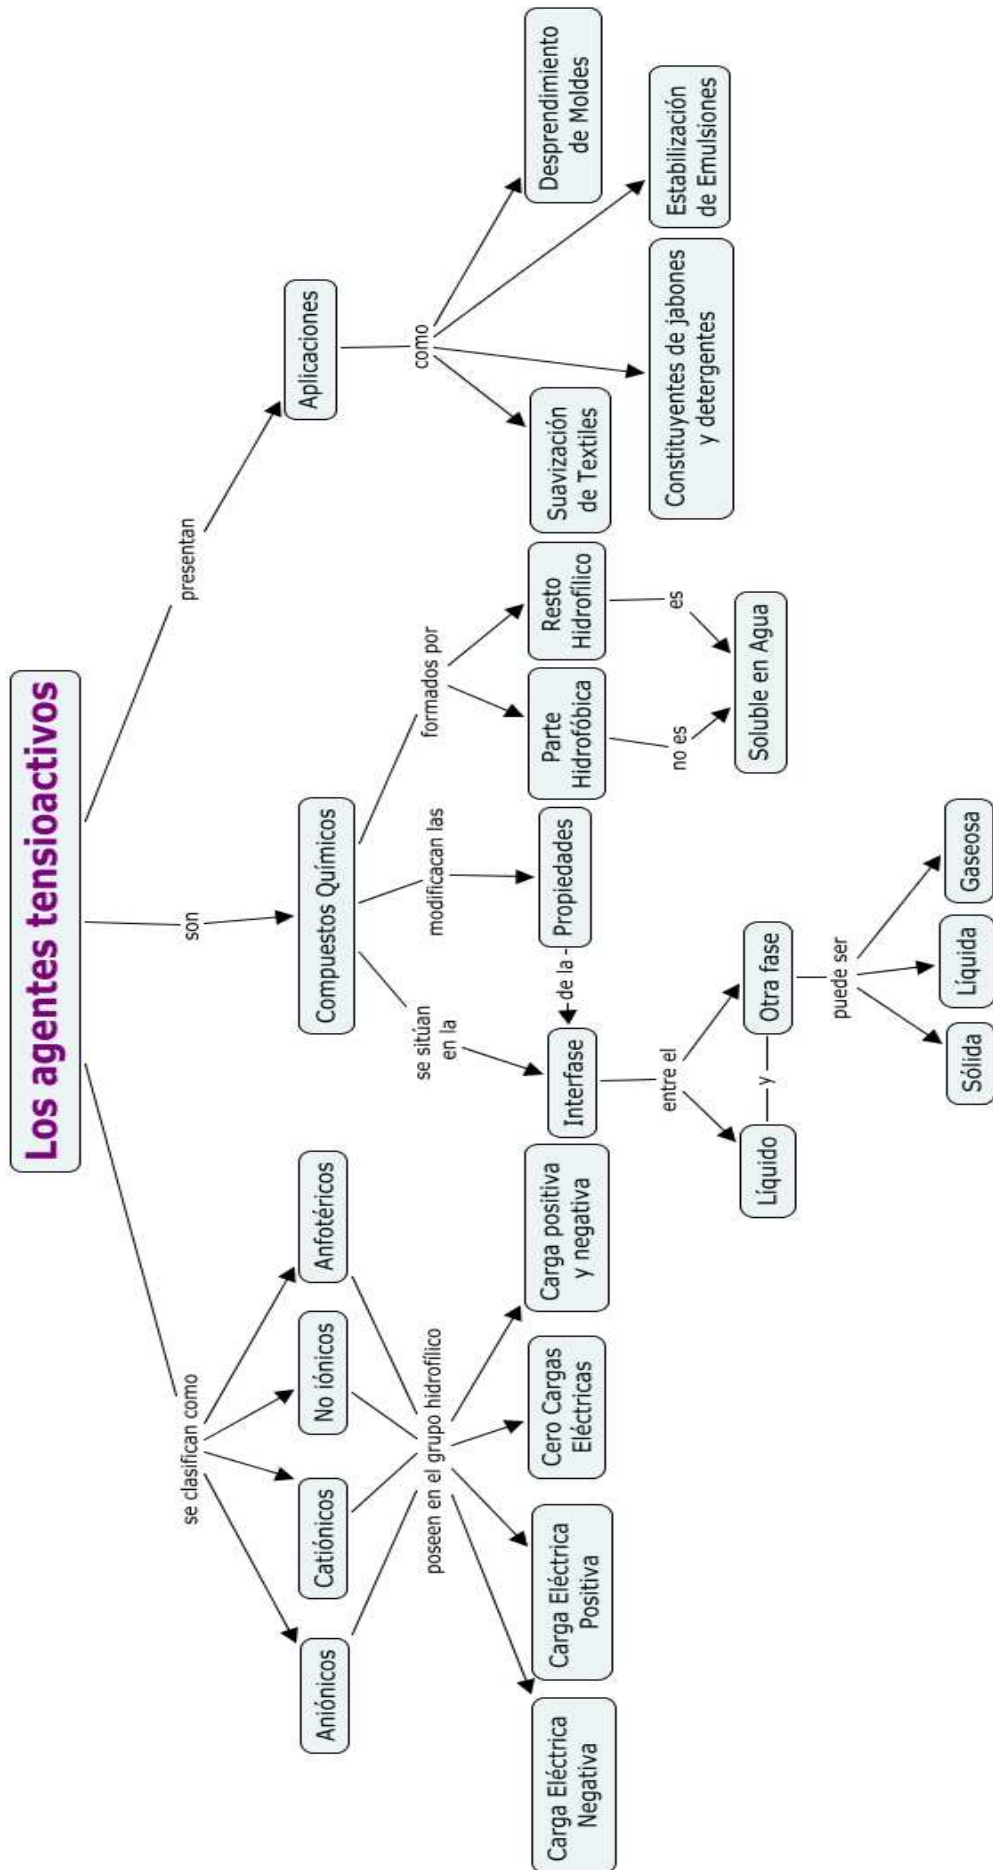 Los agentes tensioactivos
se clasifican como
son
presentan
Aniónicos
Catiónicos
No iónicos
Anfotéricos
Compuestos Químicos
Aplicaciones
poseen en el grupo hidrofílico
se sitúan
en la
modificacan las
formados por
como
Carga Eléctrica
Negativa
Carga Eléctrica
Positiva
Cero Cargas
Eléctricas
Carga positiva
y negativa
Interfase
de la
Propiedades
Parte
Hidrofóbica
Resto
Hidrofílico
Suavización
de Textiles
Desprendimiento
de Moldes
entre el
no es
es
Constituyentes de jabones
y detergentes
Estabilización
de Emulsiones
Líquido
y
Otra fase
Soluble en Agua
puede ser
Sólida
Líquida
Gaseosa